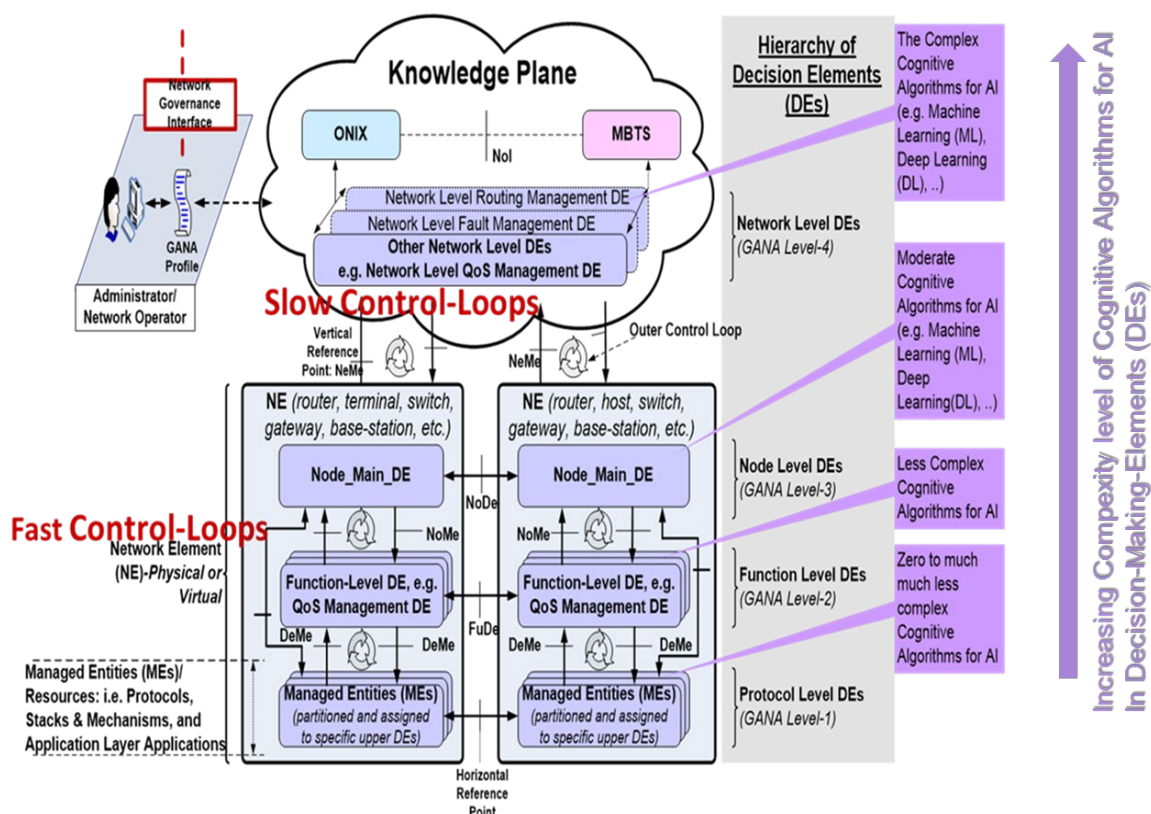 Network
Governance
Interface
GANA
Profile
Administrator/
Network Operator
Knowledge Plane
ONIX
MBTS
NoI
Network Level Routing Management DE
Network Level Fault Management DE
Other Network Level DEs
e.g. Network Level QoS Management DE
Slow Control-Loops
Vertical
Reference
Point: NeMe
NeMe
Outer Control Loop
NE (router, terminal, switch,
gateway, base-station, etc.)
NE (router, host, switch,
gateway, base-station, etc.)
Node_Main_DE
Node_Main_DE
NoDe
Fast Control-Loops
NoMe
NoMe
Network Element
(NE)-Physical or
Virtual
Function-Level DE, e.g.
QoS Management DE
Function-Level DE, e.g.
QoS Management DE
FuDe
DeMe
DeMe
DeMe
DeMe
Managed Entities (MEs)/
Resources: i.e. Protocols,
Stacks & Mechanisms, and
Application Layer Applications
Managed Entities (MEs)
(partitioned and assigned
to specific upper DEs)
Managed Entities (MEs)
(partitioned and assigned
to specific upper DEs)
Horizontal
Reference
Point
Hierarchy of
Decision Elements
(DEs)
Network Level DEs
(GANA Level-4)
Node Level DEs
(GANA Level-3)
Function Level DEs
(GANA Level-2)
Protocol Level DEs
(GANA Level-1)
The Complex
Cognitive
Algorithms for AI
(e.g. Machine
Learning (ML),
Deep Learning
(DL), ..)
Moderate
Cognitive
Algorithms for AI
(e.g. Machine
Learning (ML),
Deep
Learning(DL), ..)
Less Complex
Cognitive
Algorithms for AI
Zero to much
much less
complex
Cognitive
Algorithms for AI
Increasing Compexity level of Cognitive Algorithms for AI
In Decision-Making-Elements (DEs)